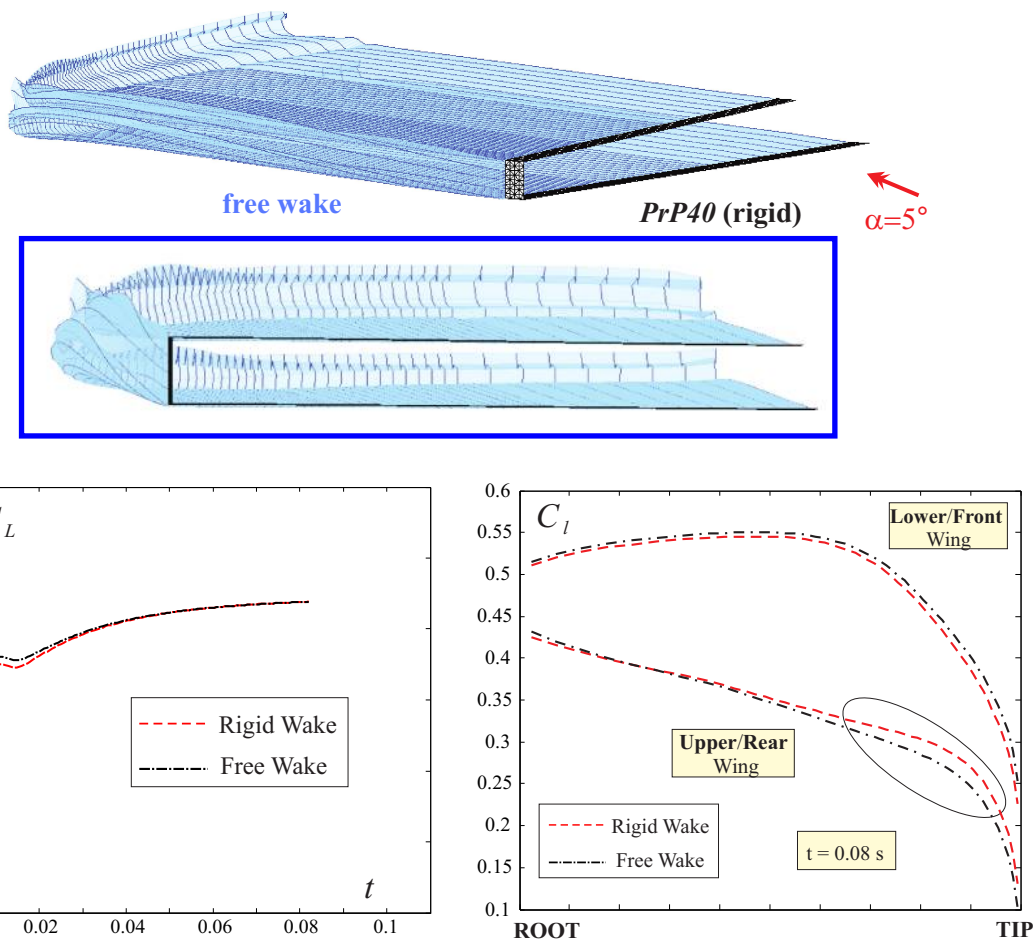 free wake
PrP40 (rigid)
α=5°
L
Rigid Wake
Free Wake
t
0.02
0.04
0.06
0.08
0.1
C_l
0.6
0.55
0.5
0.45
0.4
0.35
0.3
0.25
0.2
0.15
0.1
Lower/Front
Wing
Upper/Rear
Wing
Rigid Wake
Free Wake
t = 0.08 s
ROOT
TIP